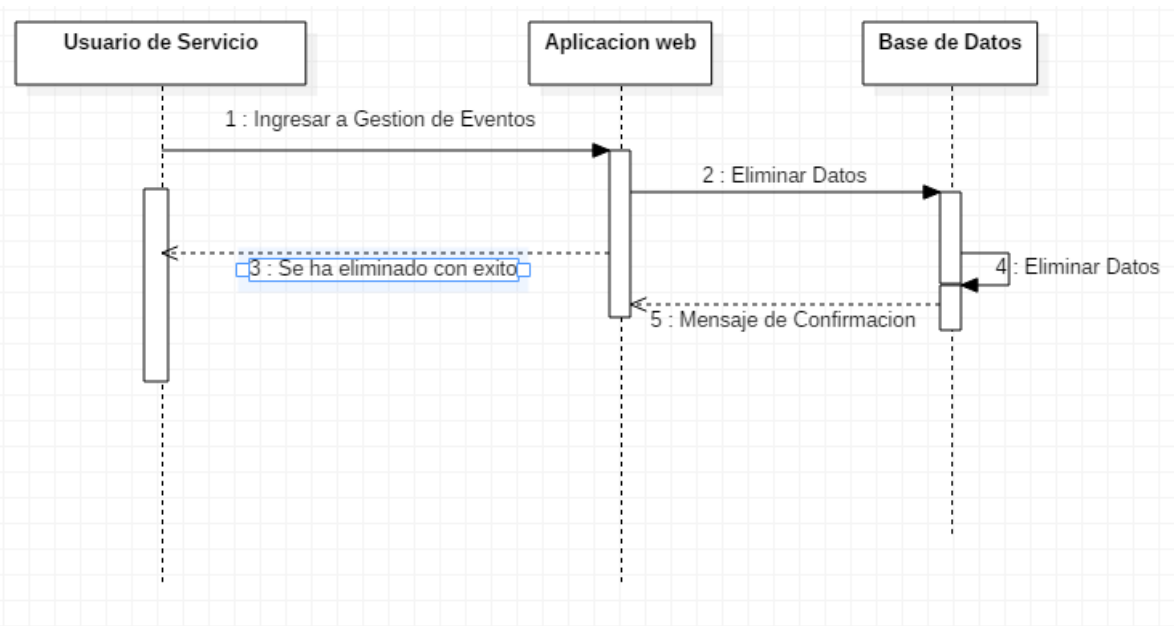 Usuario de Servicio
Aplicacion web
Base de Datos
1 : Ingresar a Gestion de Eventos
2 : Eliminar Datos
3 : Se ha eliminado con exito
4 : Eliminar Datos
5 : Mensaje de Confirmacion